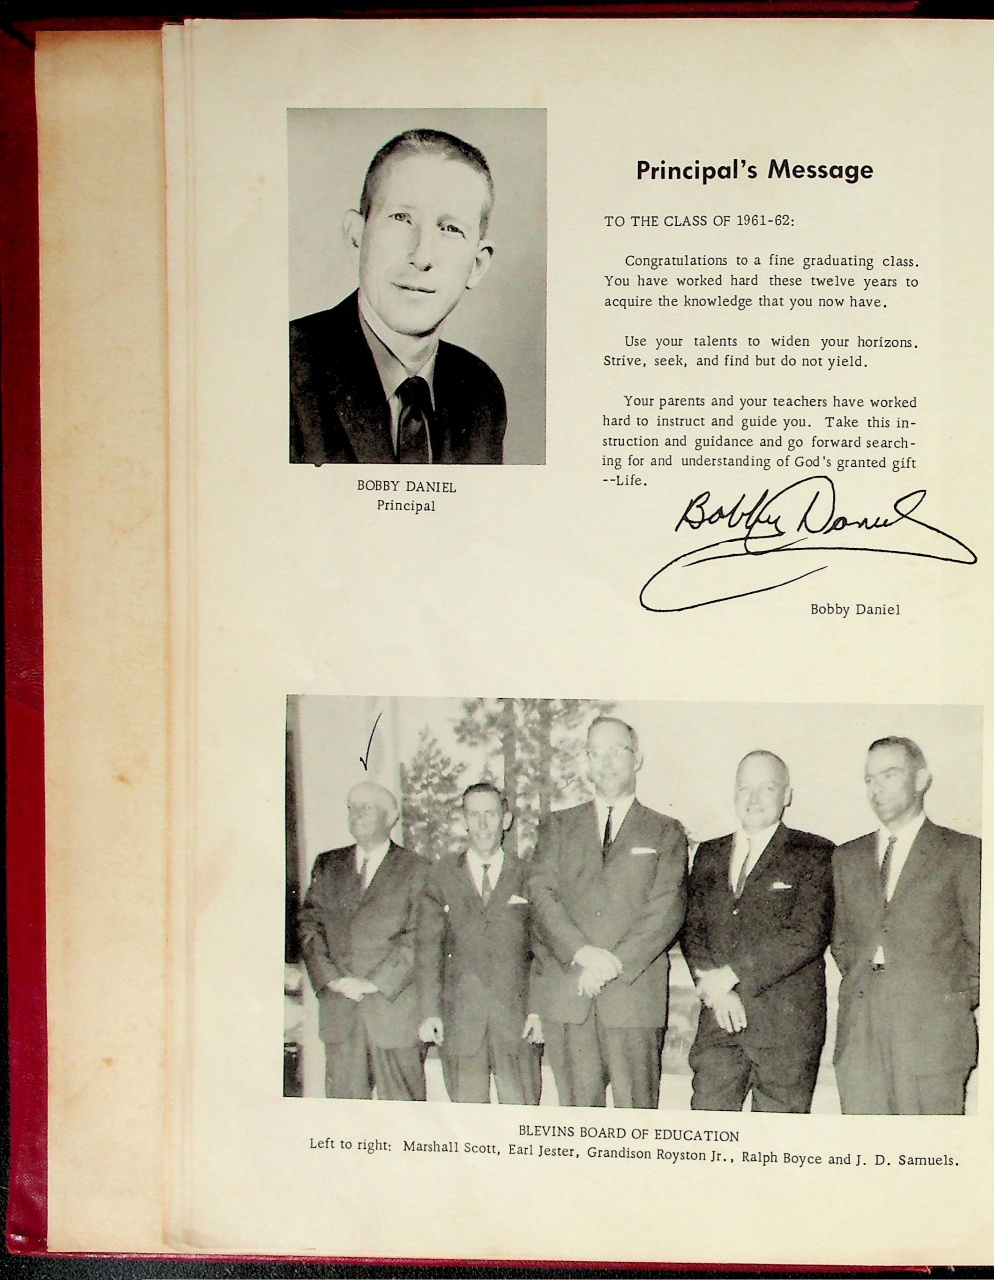 Principal's Message
TO THE CLASS OF 1961-62:
Congratulations to a fine graduating class.
You have worked hard these twelve years to
acquire the knowledge that you now have.
Use your talents to widen your horizons.
Strive, seek, and find but do not yield.
Your parents and your teachers have worked
hard to instruct and guide you. Take this in-
struction and guidance and go forward search-
ing for and understanding of God's granted gift
--Life.
BOBBY DANIEL
Principal
Bobby Daniel
Bobby Daniel
BLEVINS BOARD OF EDUCATION
Left to right: Marshall Scott, Earl Jester, Grandison Royston Jr., Ralph Boyce and J. D. Samuels.